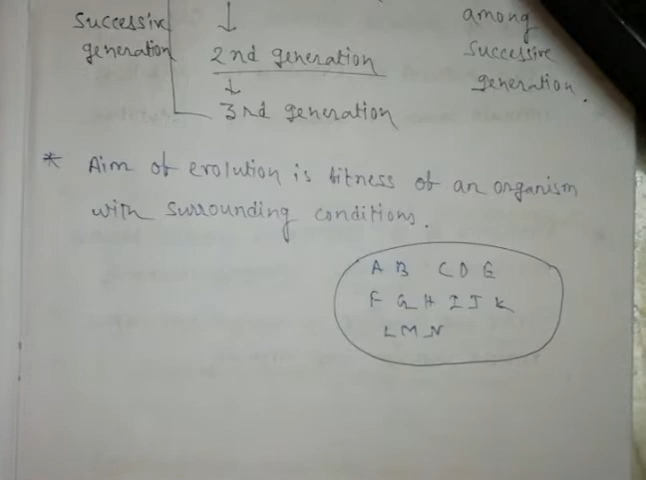 Successive
generation
2nd generation
3rd generation
among
successive
generation.
* Aim of evolution is fitness of an organism
with surrounding conditions.
A B C D E
F G H I J K
L M N